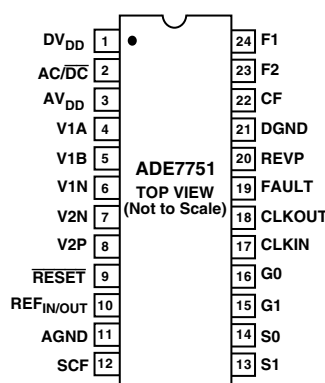 DVDD 1
AC/DC 2
AVDD 3
V1A 4
V1B 5
V1N 6
V2N 7
V2P 8
RESET 9
REFIN/OUT 10
AGND 11
SCF 12
ADE7751
TOP VIEW
(Not to Scale)
24 F1
23 F2
22 CF
21 DGND
20 REVP
19 FAULT
18 CLKOUT
17 CLKIN
16 G0
15 G1
14 S0
13 S1